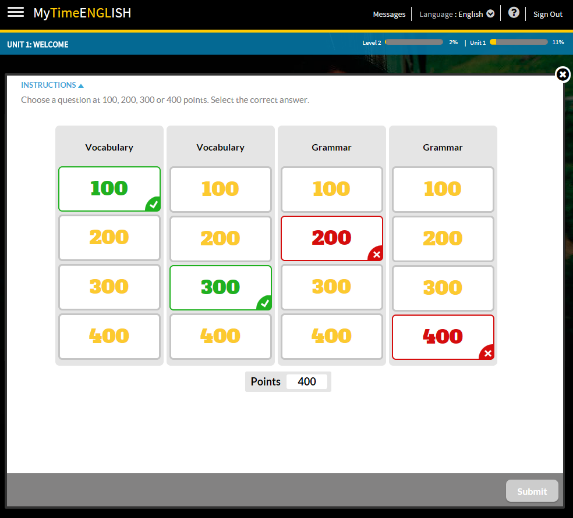 MyTimeENGLISH
Messages Language : English ? Sign Out
UNIT 1: WELCOME
Level 2 2% Unit 1 11%
INSTRUCTIONS
Choose a question at 100, 200, 300 or 400 points. Select the correct answer.
Vocabulary Vocabulary Grammar Grammar
100 100 100 100
200 200 200 200
300 300 300 300
400 400 400 400
Points 400
Submit